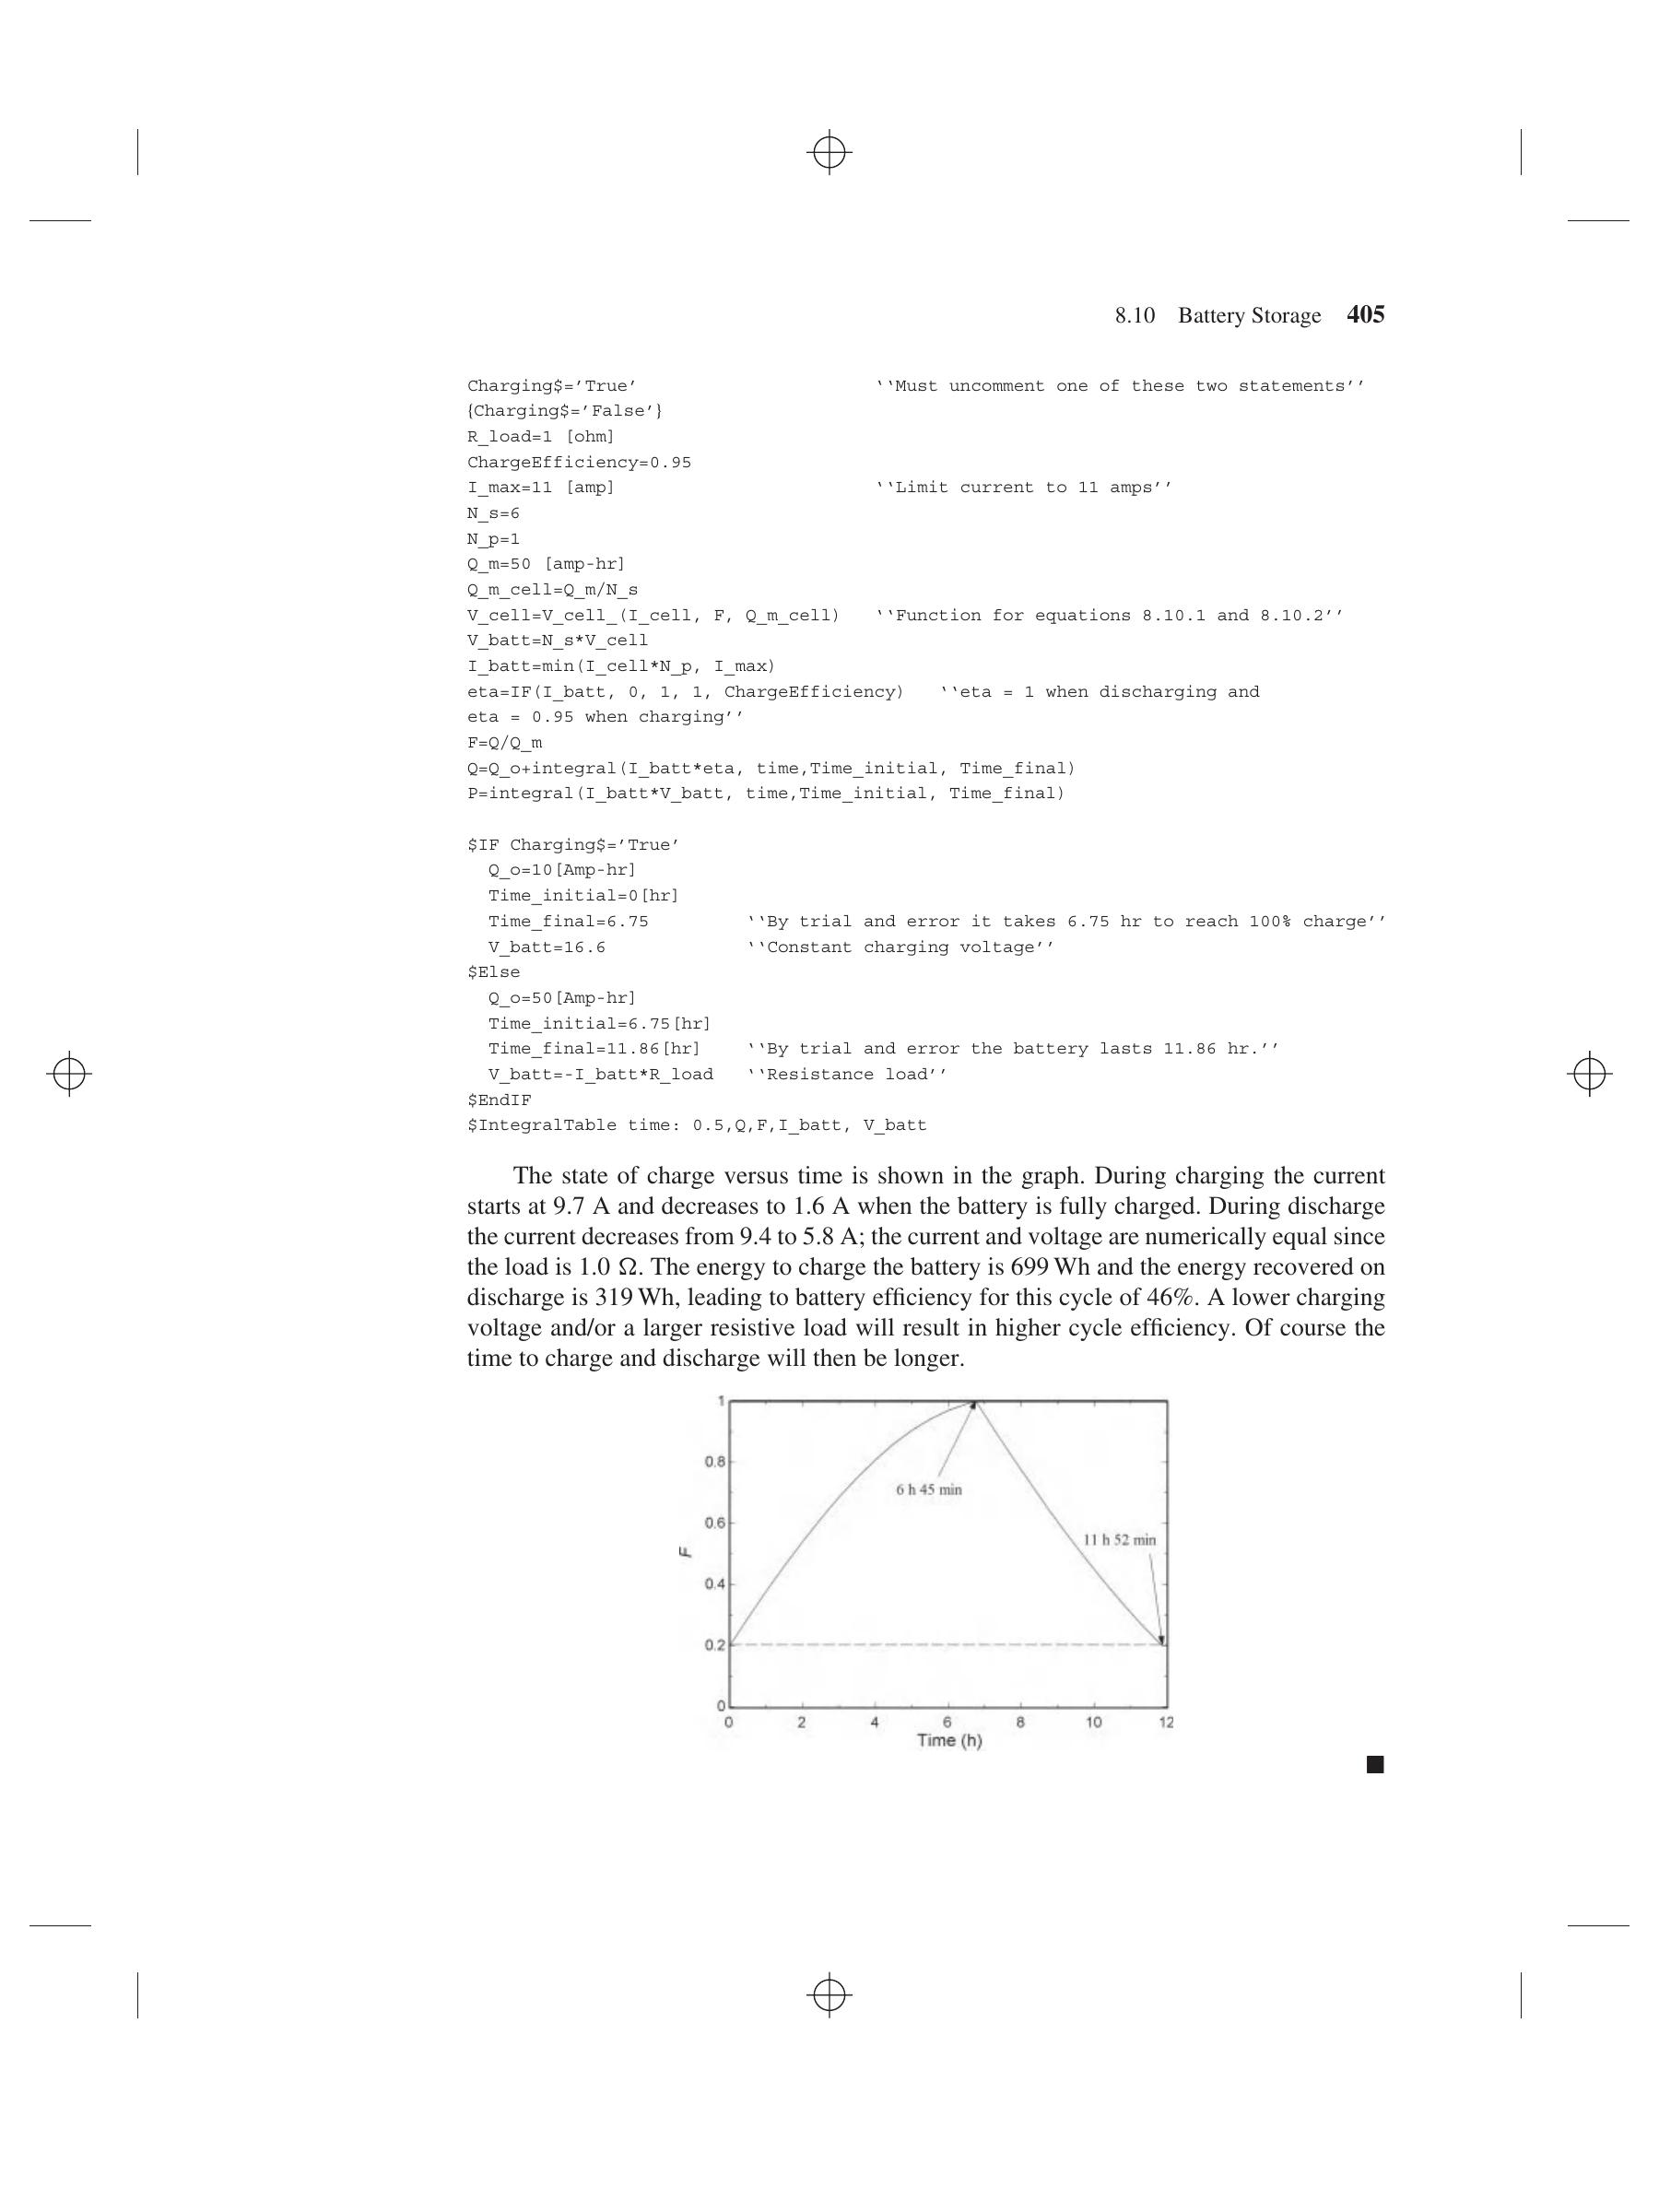 8.10 Battery Storage 405
Charging$='True' ‘‘Must uncomment one of these two statements’’
{Charging$='False'}
R_load=1 [ohm]
ChargeEfficiency=0.95
I_max=11 [amp] ‘‘Limit current to 11 amps’’
N_s=6
N_p=1
Q_m=50 [amp-hr]
Q_m_cell=Q_m/N_s
V_cell=V_cell_(I_cell, F, Q_m_cell) ‘‘Function for equations 8.10.1 and 8.10.2’’
V_batt=N_s*V_cell
I_batt=min(I_cell*N_p, I_max)
eta=IF(I_batt, 0, 1, 1, ChargeEfficiency) ‘‘eta = 1 when discharging and
eta = 0.95 when charging’’
F=Q/Q_m
Q=Q_o+integral(I_batt*eta, time,Time_initial, Time_final)
P=integral(I_batt*V_batt, time,Time_initial, Time_final)
$IF Charging$='True'
Q_o=10[Amp-hr]
Time_initial=0[hr]
Time_final=6.75 ‘‘By trial and error it takes 6.75 hr to reach 100% charge’’
V_batt=16.6 ‘‘Constant charging voltage’’
$Else
Q_o=50[Amp-hr]
Time_initial=6.75[hr]
Time_final=11.86[hr] ‘‘By trial and error the battery lasts 11.86 hr.’’
V_batt=-I_batt*R_load ‘‘Resistance load’’
$EndIF
$IntegralTable time: 0.5,Q,F,I_batt, V_batt
The state of charge versus time is shown in the graph. During charging the current
starts at 9.7 A and decreases to 1.6 A when the battery is fully charged. During discharge
the current decreases from 9.4 to 5.8 A; the current and voltage are numerically equal since
the load is 1.0 Ω. The energy to charge the battery is 699 Wh and the energy recovered on
discharge is 319 Wh, leading to battery efficiency for this cycle of 46%. A lower charging
voltage and/or a larger resistive load will result in higher cycle efficiency. Of course the
time to charge and discharge will then be longer.
1
0.8
6 h 45 min
0.6
11 h 52 min
F
0.4
0.2
0
0 2 4 6 8 10 12
Time (h)